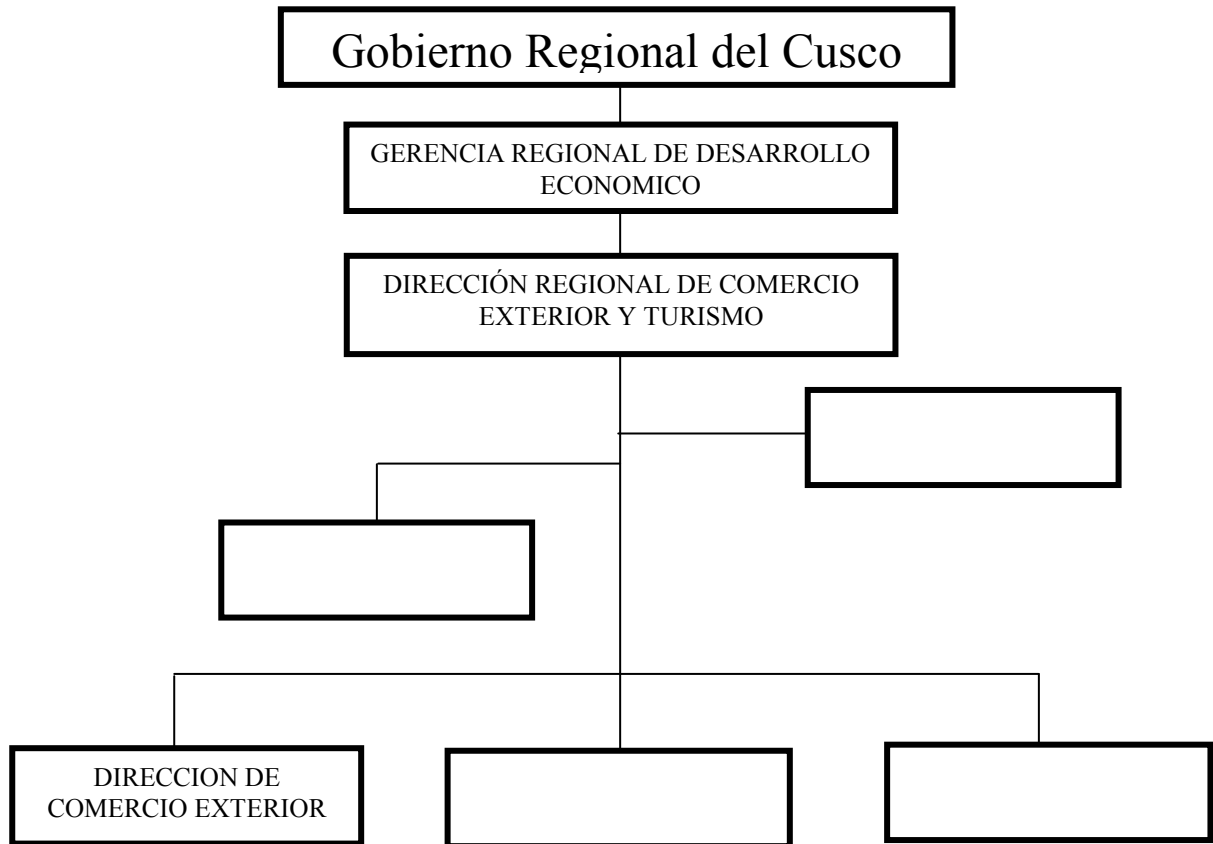 Gobierno Regional del Cusco
GERENCIA REGIONAL DE DESARROLLO
ECONOMICO
DIRECCIÓN REGIONAL DE COMERCIO
EXTERIOR Y TURISMO
DIRECCION DE
COMERCIO EXTERIOR